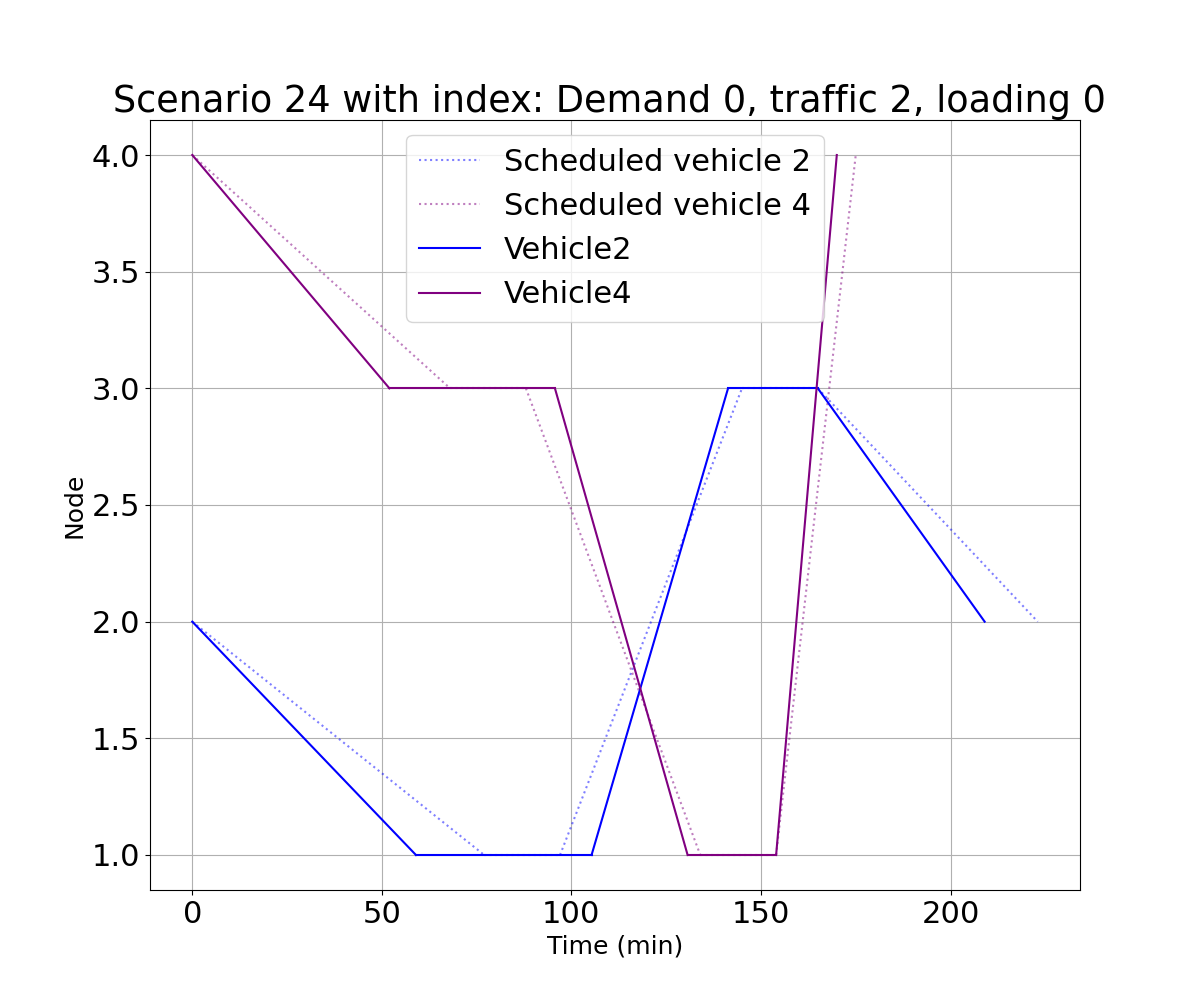 Scenario 24 with index: Demand 0, traffic 2, loading 0
Scheduled vehicle 2
Scheduled vehicle 4
Vehicle2
Vehicle4
4.0
3.5
3.0
2.5
2.0
1.5
1.0
Node
0 50 100 150 200
Time (min)